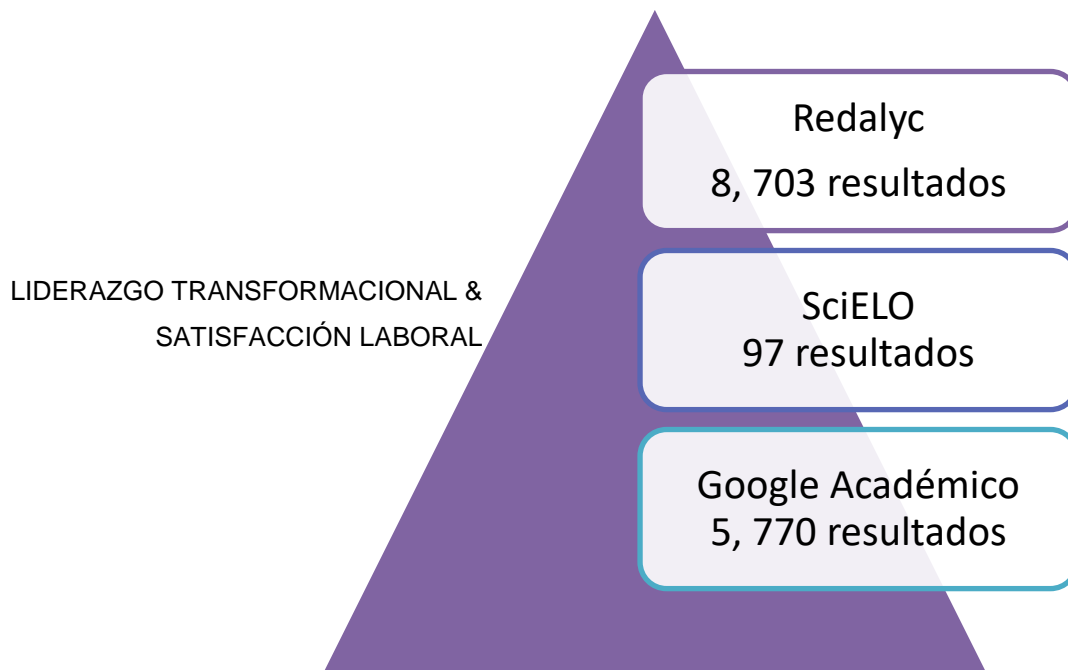 LIDERAZGO TRANSFORMACIONAL &
SATISFACCIÓN LABORAL
Redalyc
8, 703 resultados
SciELO
97 resultados
Google Académico
5, 770 resultados